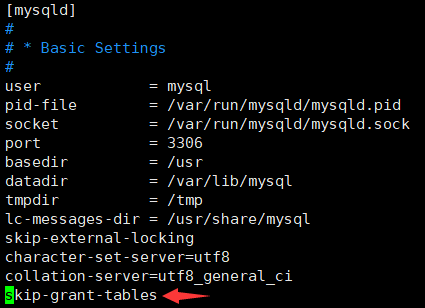 [mysqld]
#
# * Basic Settings
#
user            = mysql
pid-file        = /var/run/mysqld/mysqld.pid
socket          = /var/run/mysqld/mysqld.sock
port            = 3306
basedir         = /usr
datadir         = /var/lib/mysql
tmpdir          = /tmp
lc-messages-dir = /usr/share/mysql
skip-external-locking
character-set-server=utf8
collation-server=utf8_general_ci
skip-grant-tables